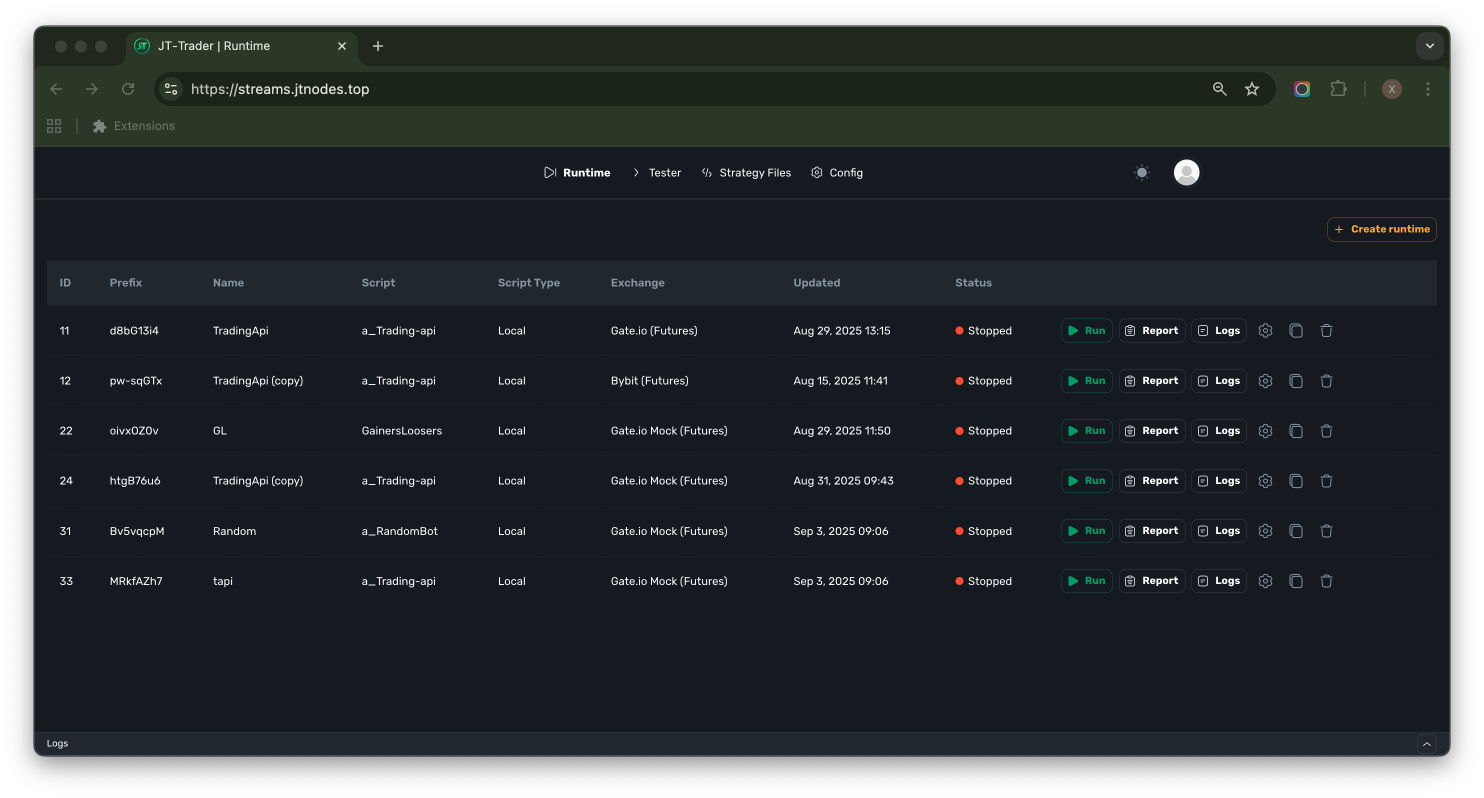 JT-Trader | Runtime
https://streams.jtnodes.top
X
Extensions
Runtime Tester Strategy Files Config
Create runtime
ID Prefix Name Script Script Type Exchange Updated Status
11 d8bG13i4 TradingApi a_Trading-api Local Gate.io (Futures) Aug 29, 2025 13:15 Stopped Run Report Logs
12 pw-sqGTx TradingApi (copy) a_Trading-api Local Bybit (Futures) Aug 15, 2025 11:41 Stopped Run Report Logs
22 oivxOZ0v GL GainersLoosers Local Gate.io Mock (Futures) Aug 29, 2025 11:50 Stopped Run Report Logs
24 htgB76u6 TradingApi (copy) a_Trading-api Local Gate.io Mock (Futures) Aug 31, 2025 09:43 Stopped Run Report Logs
31 Bv5vqcpM Random a_RandomBot Local Gate.io Mock (Futures) Sep 3, 2025 09:06 Stopped Run Report Logs
33 MRkfAZh7 tapi a_Trading-api Local Gate.io Mock (Futures) Sep 3, 2025 09:06 Stopped Run Report Logs
Logs